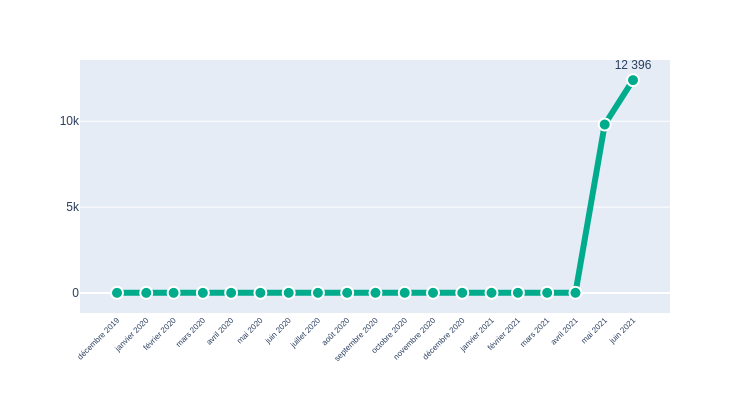 12 396
10k
5k
0
décembre 2019
janvier 2020
février 2020
mars 2020
avril 2020
mai 2020
juin 2020
juillet 2020
août 2020
septembre 2020
octobre 2020
novembre 2020
décembre 2020
janvier 2021
février 2021
mars 2021
avril 2021
mai 2021
juin 2021